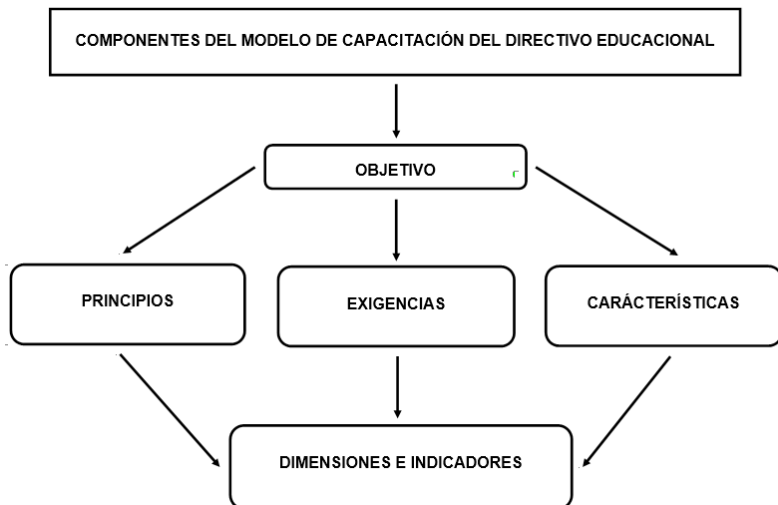 COMPONENTES DEL MODELO DE CAPACITACIÓN DEL DIRECTIVO EDUCACIONAL
OBJETIVO
PRINCIPIOS
EXIGENCIAS
CARÁCTERÍSTICAS
DIMENSIONES E INDICADORES